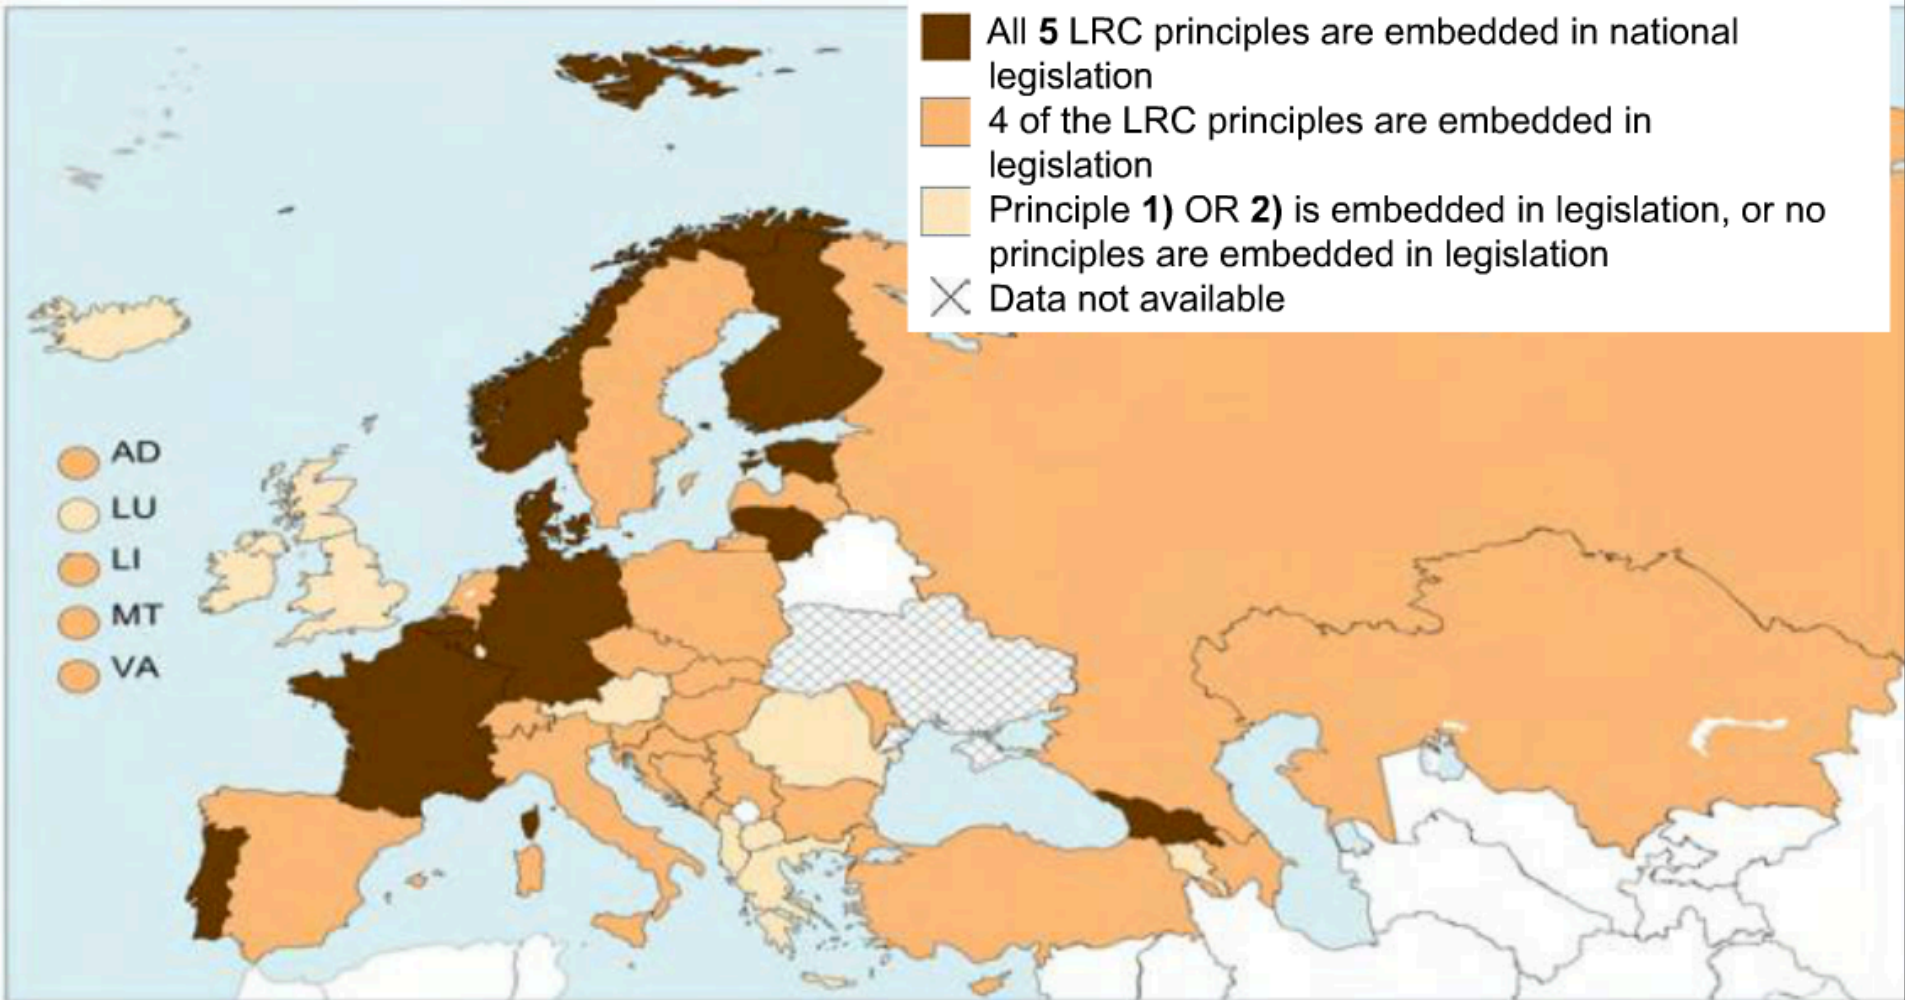 All 5 LRC principles are embedded in national
legislation
4 of the LRC principles are embedded in
legislation
Principle 1) OR 2) is embedded in legislation, or no
principles are embedded in legislation
Data not available
AD
LU
LI
MT
VA